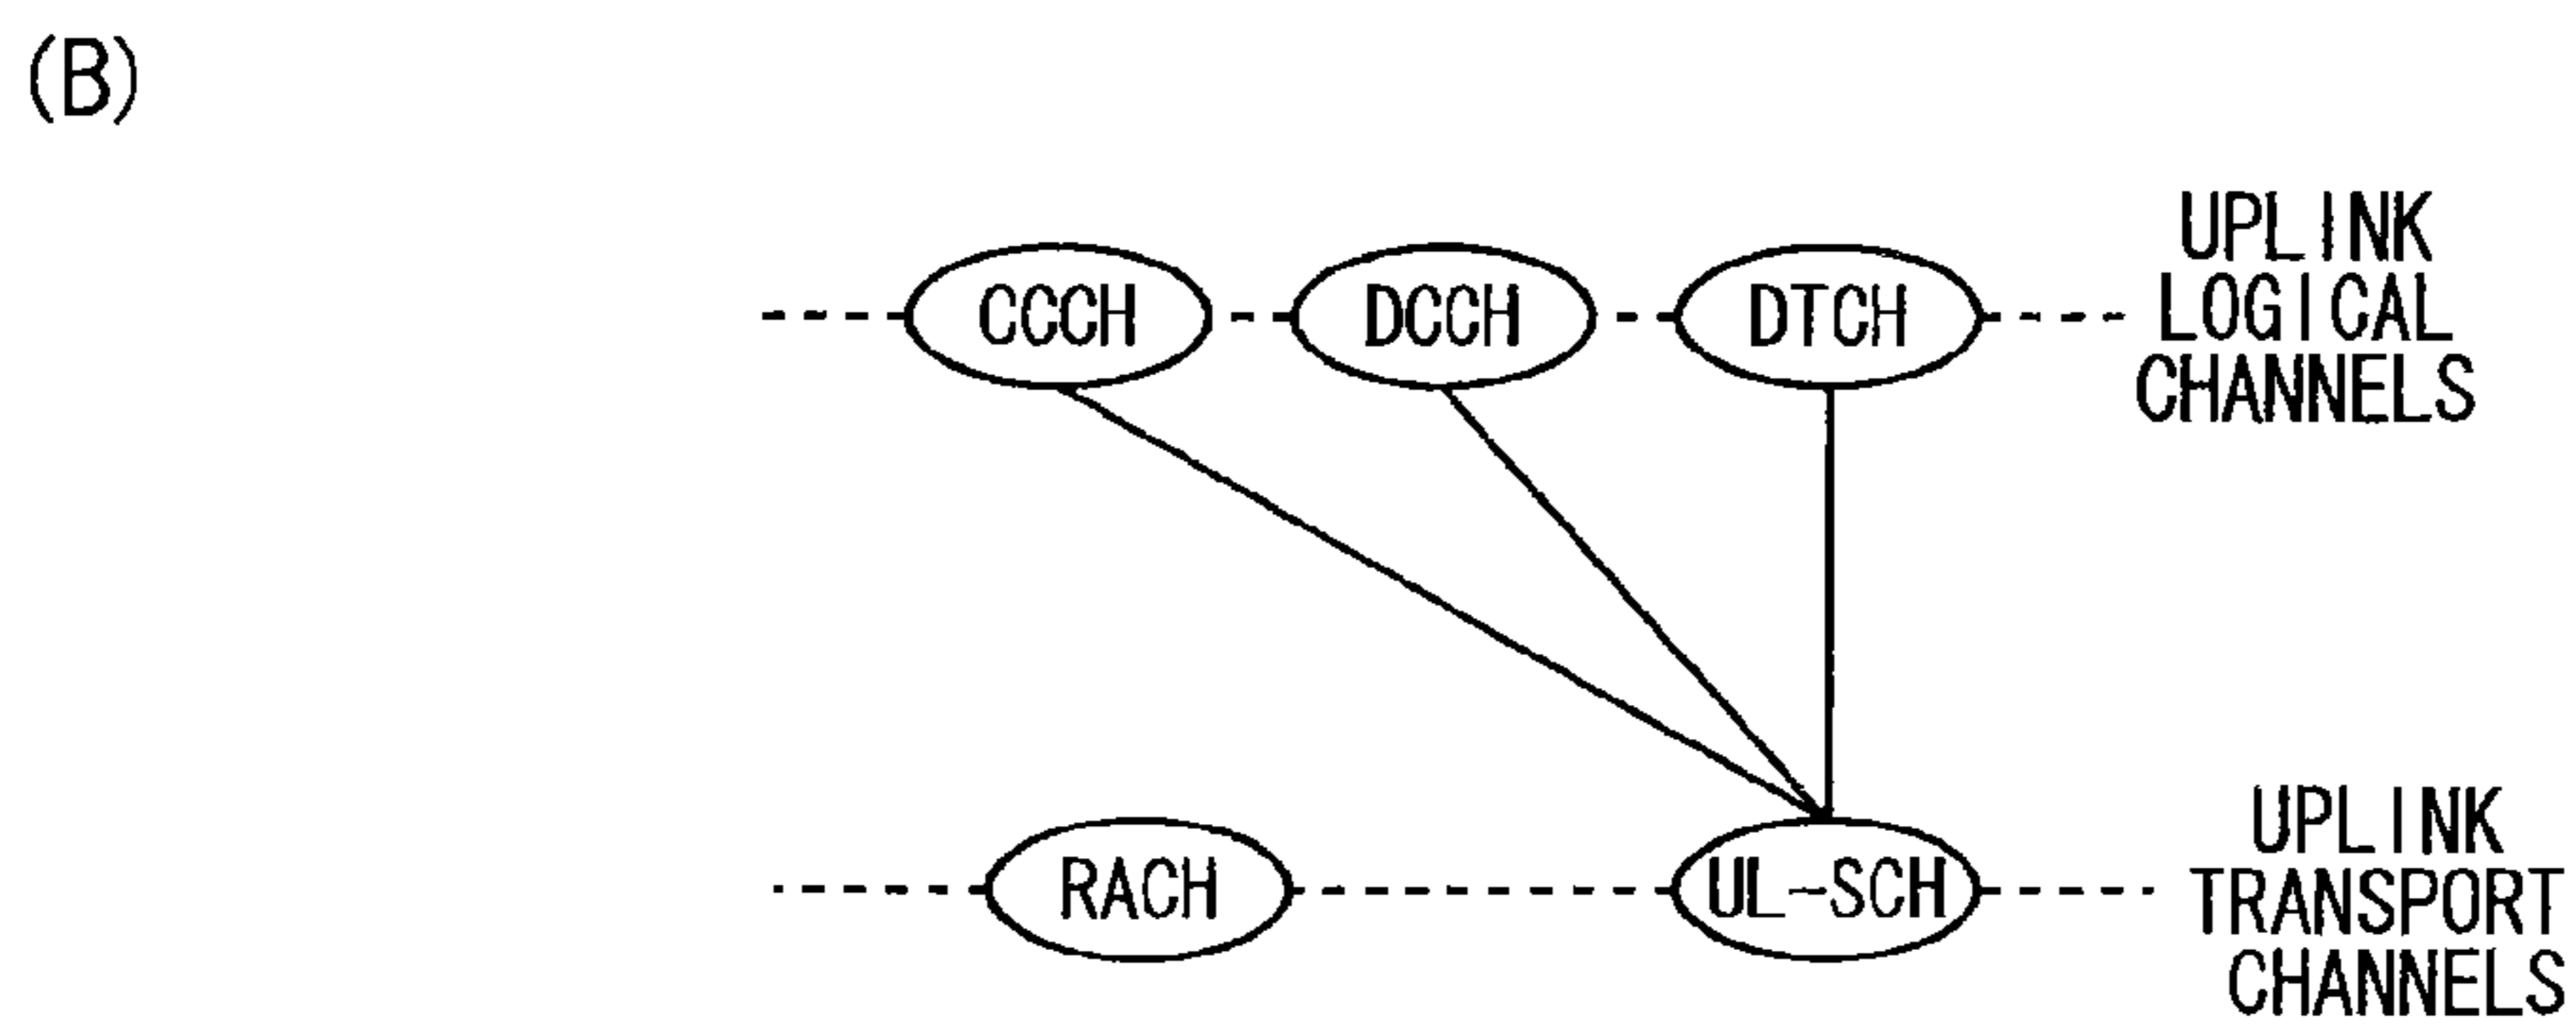 (B)
CCCH DCCH DTCH
UPLINK
LOGICAL
CHANNELS
RACH UL-SCH
UPLINK
TRANSPORT
CHANNELS